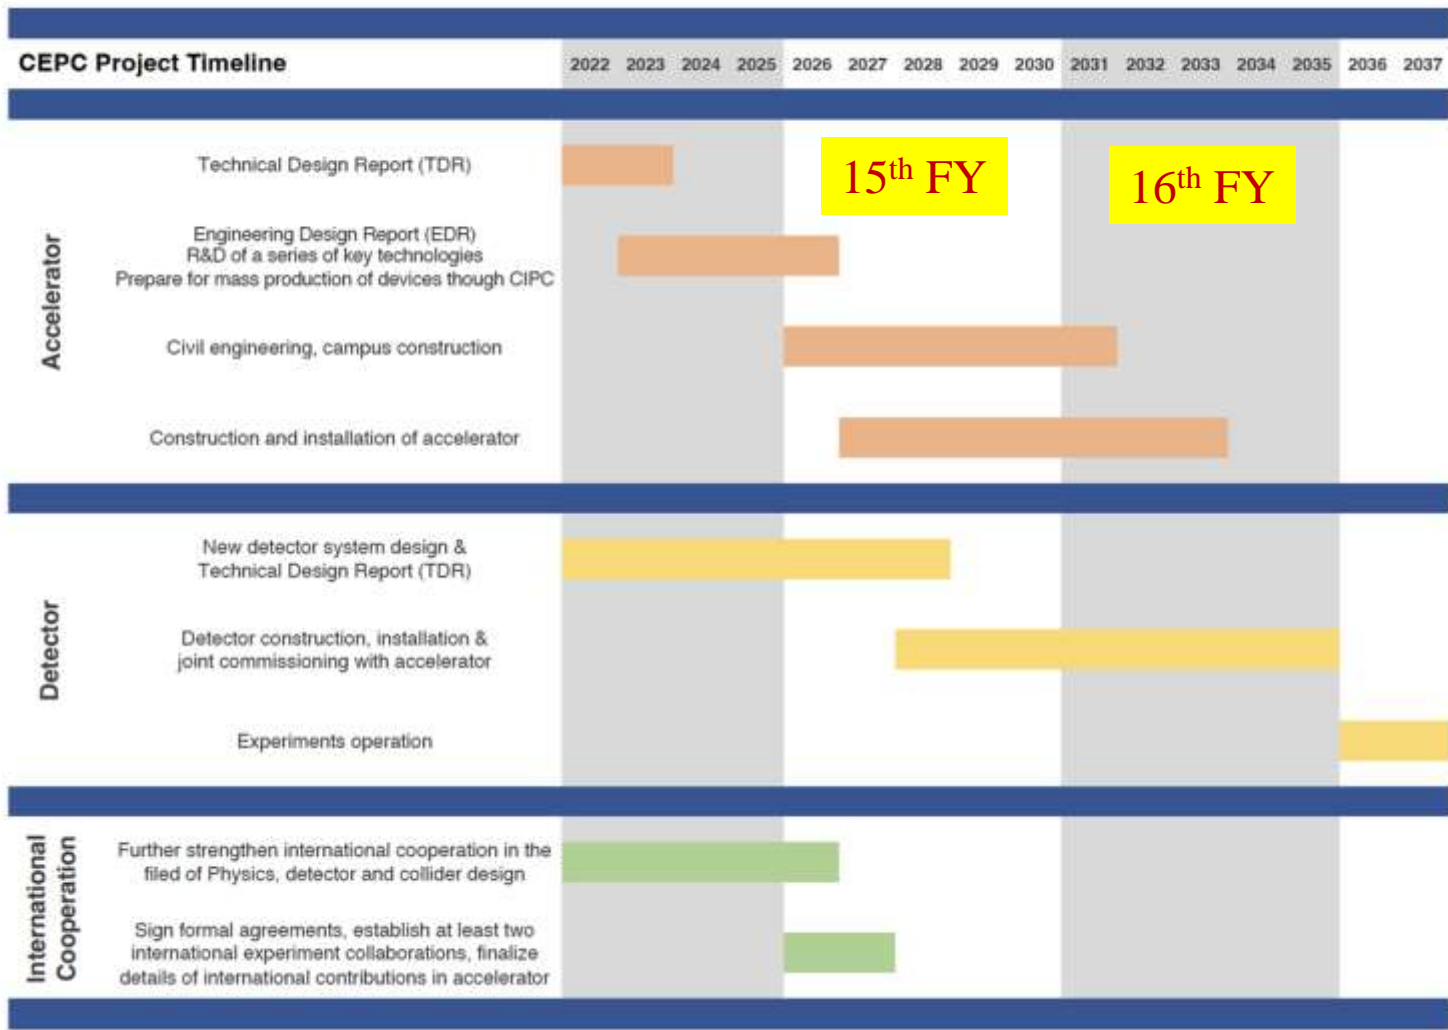 CEPC Project Timeline 2022 2023 2024 2025 2026 2027 2028 2029 2030 2031 2032 2033 2034 2035 2036 2037
15th FY
16th FY
Accelerator
Technical Design Report (TDR)
Engineering Design Report (EDR)
R&D of a series of key technologies
Prepare for mass production of devices though CIPC
Civil engineering, campus construction
Construction and installation of accelerator
Detector
New detector system design &
Technical Design Report (TDR)
Detector construction, installation &
joint commissioning with accelerator
Experiments operation
International
Cooperation
Further strengthen international cooperation in the
filed of Physics, detector and collider design
Sign formal agreements, establish at least two
international experiment collaborations, finalize
details of international contributions in accelerator